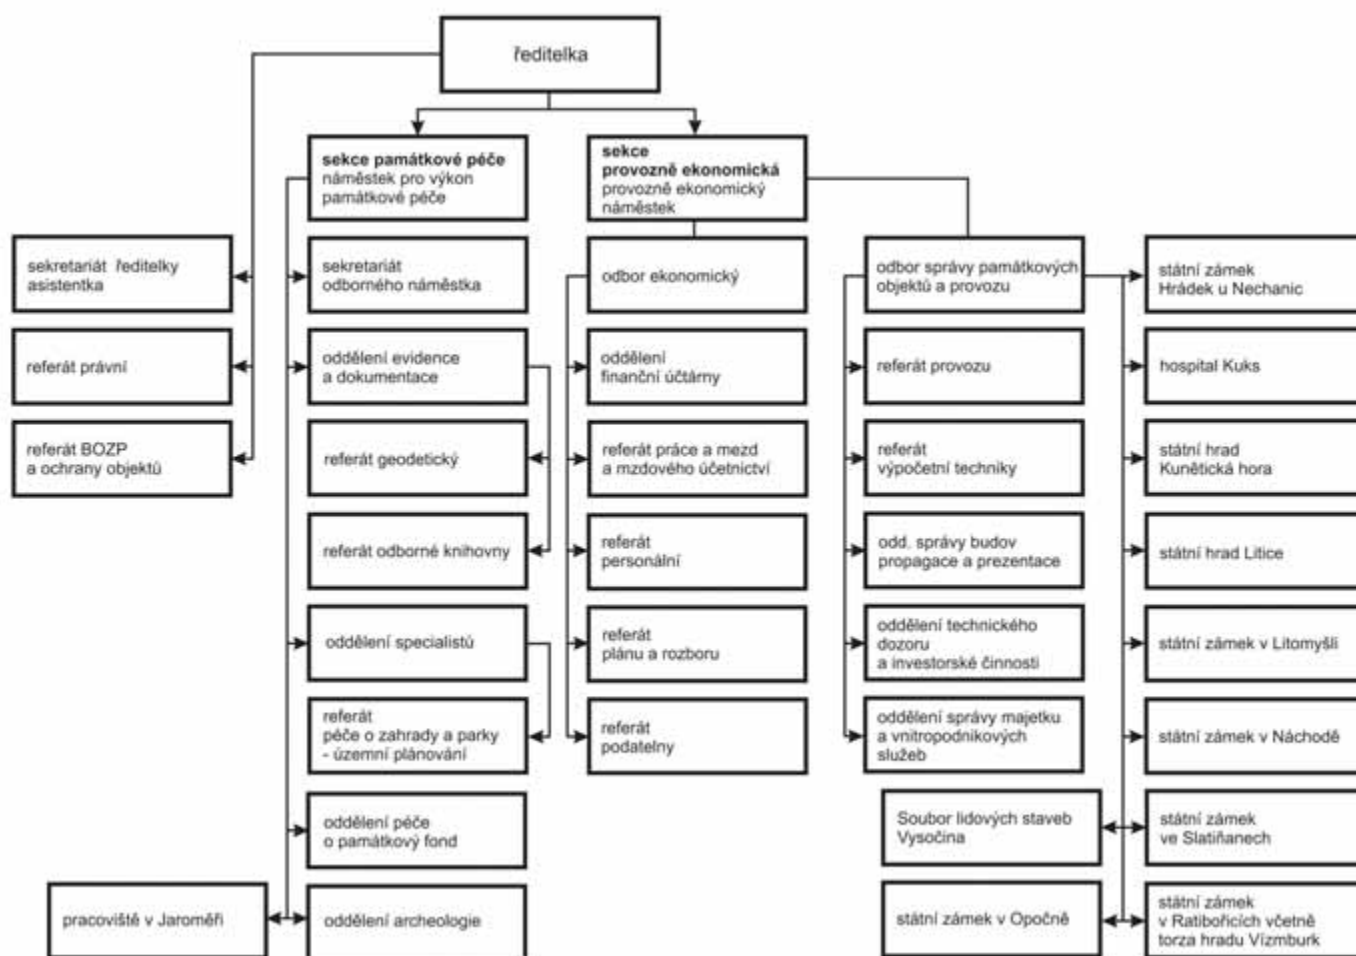 ředitelka
sekce památkové péče
náměstek pro výkon
památkové péče
sekce
provozně ekonomická
provozně ekonomický
náměstek
sekretariát ředitelky
asistentka
referát právní
referát BOZP
a ochrany objektů
sekretariát
odborného náměstka
oddělení evidence
a dokumentace
referát geodetický
referát odborné knihovny
oddělení specialistů
referát
péče o zahrady a parky
- územní plánování
oddělení péče
o památkový fond
pracoviště v Jaroměři
oddělení archeologie
odbor ekonomický
oddělení
finanční účtárny
referát práce a mezd
a mzdového účetnictví
referát
personální
referát
plánu a rozboru
referát
podatelny
odbor správy památkových
objektů a provozu
referát provozu
referát
výpočetní techniky
odd. správy budov
propagace a prezentace
oddělení technického
dozoru
a investorské činnosti
oddělení správy majetku
a vnitropodnikových
služeb
Soubor lidových staveb
Vysočina
státní zámek v Opočně
státní zámek
Hrádek u Nechanic
hospital Kuks
státní hrad
Kunětická hora
státní hrad Litice
státní zámek v Litomyšli
státní zámek v Náchodě
státní zámek
ve Slatiňanech
státní zámek
v Ratibořicích včetně
torza hradu Vízmburk